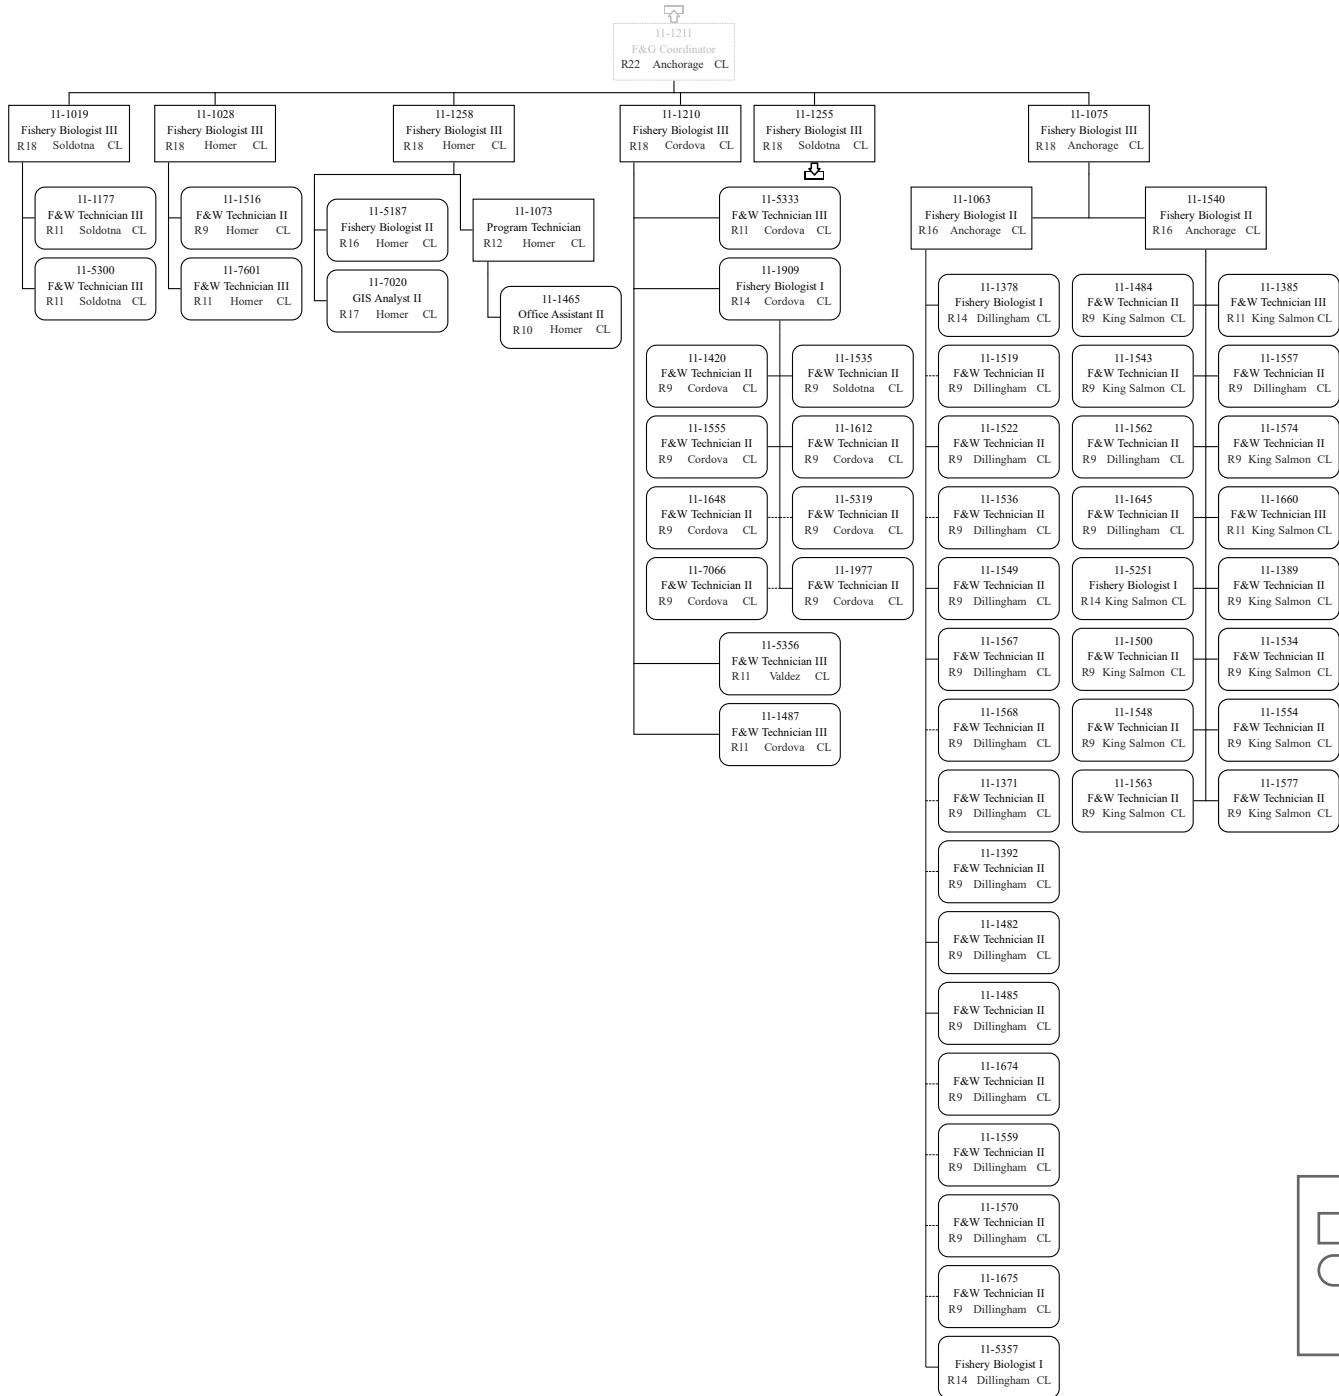 11-1211
F&G Coordinator
R22 Anchorage CL
11-1019
Fishery Biologist III
R18 Soldotna CL
11-1028
Fishery Biologist III
R18 Homer CL
11-1258
Fishery Biologist III
R18 Homer CL
11-1210
Fishery Biologist III
R18 Cordova CL
11-1255
Fishery Biologist III
R18 Soldotna CL
11-1075
Fishery Biologist III
R18 Anchorage CL
11-1177
F&W Technician III
R11 Soldotna CL
11-5300
F&W Technician III
R11 Soldotna CL
11-1516
F&W Technician II
R9 Homer CL
11-7601
F&W Technician III
R11 Homer CL
11-5187
Fishery Biologist II
R16 Homer CL
11-7020
GIS Analyst II
R17 Homer CL
11-1073
Program Technician
R12 Homer CL
11-1465
Office Assistant II
R10 Homer CL
11-5333
F&W Technician III
R11 Cordova CL
11-1909
Fishery Biologist I
R14 Cordova CL
11-1420
F&W Technician II
R9 Cordova CL
11-1535
F&W Technician II
R9 Soldotna CL
11-1555
F&W Technician II
R9 Cordova CL
11-1612
F&W Technician II
R9 Cordova CL
11-1648
F&W Technician II
R9 Cordova CL
11-5319
F&W Technician II
R9 Cordova CL
11-7066
F&W Technician II
R9 Cordova CL
11-1977
F&W Technician II
R9 Cordova CL
11-5356
F&W Technician III
R11 Valdez CL
11-1487
F&W Technician III
R11 Cordova CL
11-1063
Fishery Biologist II
R16 Anchorage CL
11-1540
Fishery Biologist II
R16 Anchorage CL
11-1378
Fishery Biologist I
R14 Dillingham CL
11-1519
F&W Technician II
R9 Dillingham CL
11-1522
F&W Technician II
R9 Dillingham CL
11-1536
F&W Technician II
R9 Dillingham CL
11-1549
F&W Technician II
R9 Dillingham CL
11-1567
F&W Technician II
R9 Dillingham CL
11-1568
F&W Technician II
R9 Dillingham CL
11-1371
F&W Technician II
R9 Dillingham CL
11-1392
F&W Technician II
R9 Dillingham CL
11-1482
F&W Technician II
R9 Dillingham CL
11-1485
F&W Technician II
R9 Dillingham CL
11-1674
F&W Technician II
R9 Dillingham CL
11-1559
F&W Technician II
R9 Dillingham CL
11-1570
F&W Technician II
R9 Dillingham CL
11-1675
F&W Technician II
R9 Dillingham CL
11-5357
Fishery Biologist I
R14 Dillingham CL
11-1484
F&W Technician II
R9 King Salmon CL
11-1385
F&W Technician III
R11 King Salmon CL
11-1543
F&W Technician II
R9 King Salmon CL
11-1557
F&W Technician II
R9 Dillingham CL
11-1562
F&W Technician II
R9 Dillingham CL
11-1574
F&W Technician II
R9 King Salmon CL
11-1645
F&W Technician II
R9 Dillingham CL
11-1660
F&W Technician III
R11 King Salmon CL
11-5251
Fishery Biologist I
R14 King Salmon CL
11-1389
F&W Technician II
R9 King Salmon CL
11-1500
F&W Technician II
R9 King Salmon CL
11-1534
F&W Technician II
R9 King Salmon CL
11-1548
F&W Technician II
R9 King Salmon CL
11-1554
F&W Technician II
R9 King Salmon CL
11-1563
F&W Technician II
R9 King Salmon CL
11-1577
F&W Technician II
R9 King Salmon CL